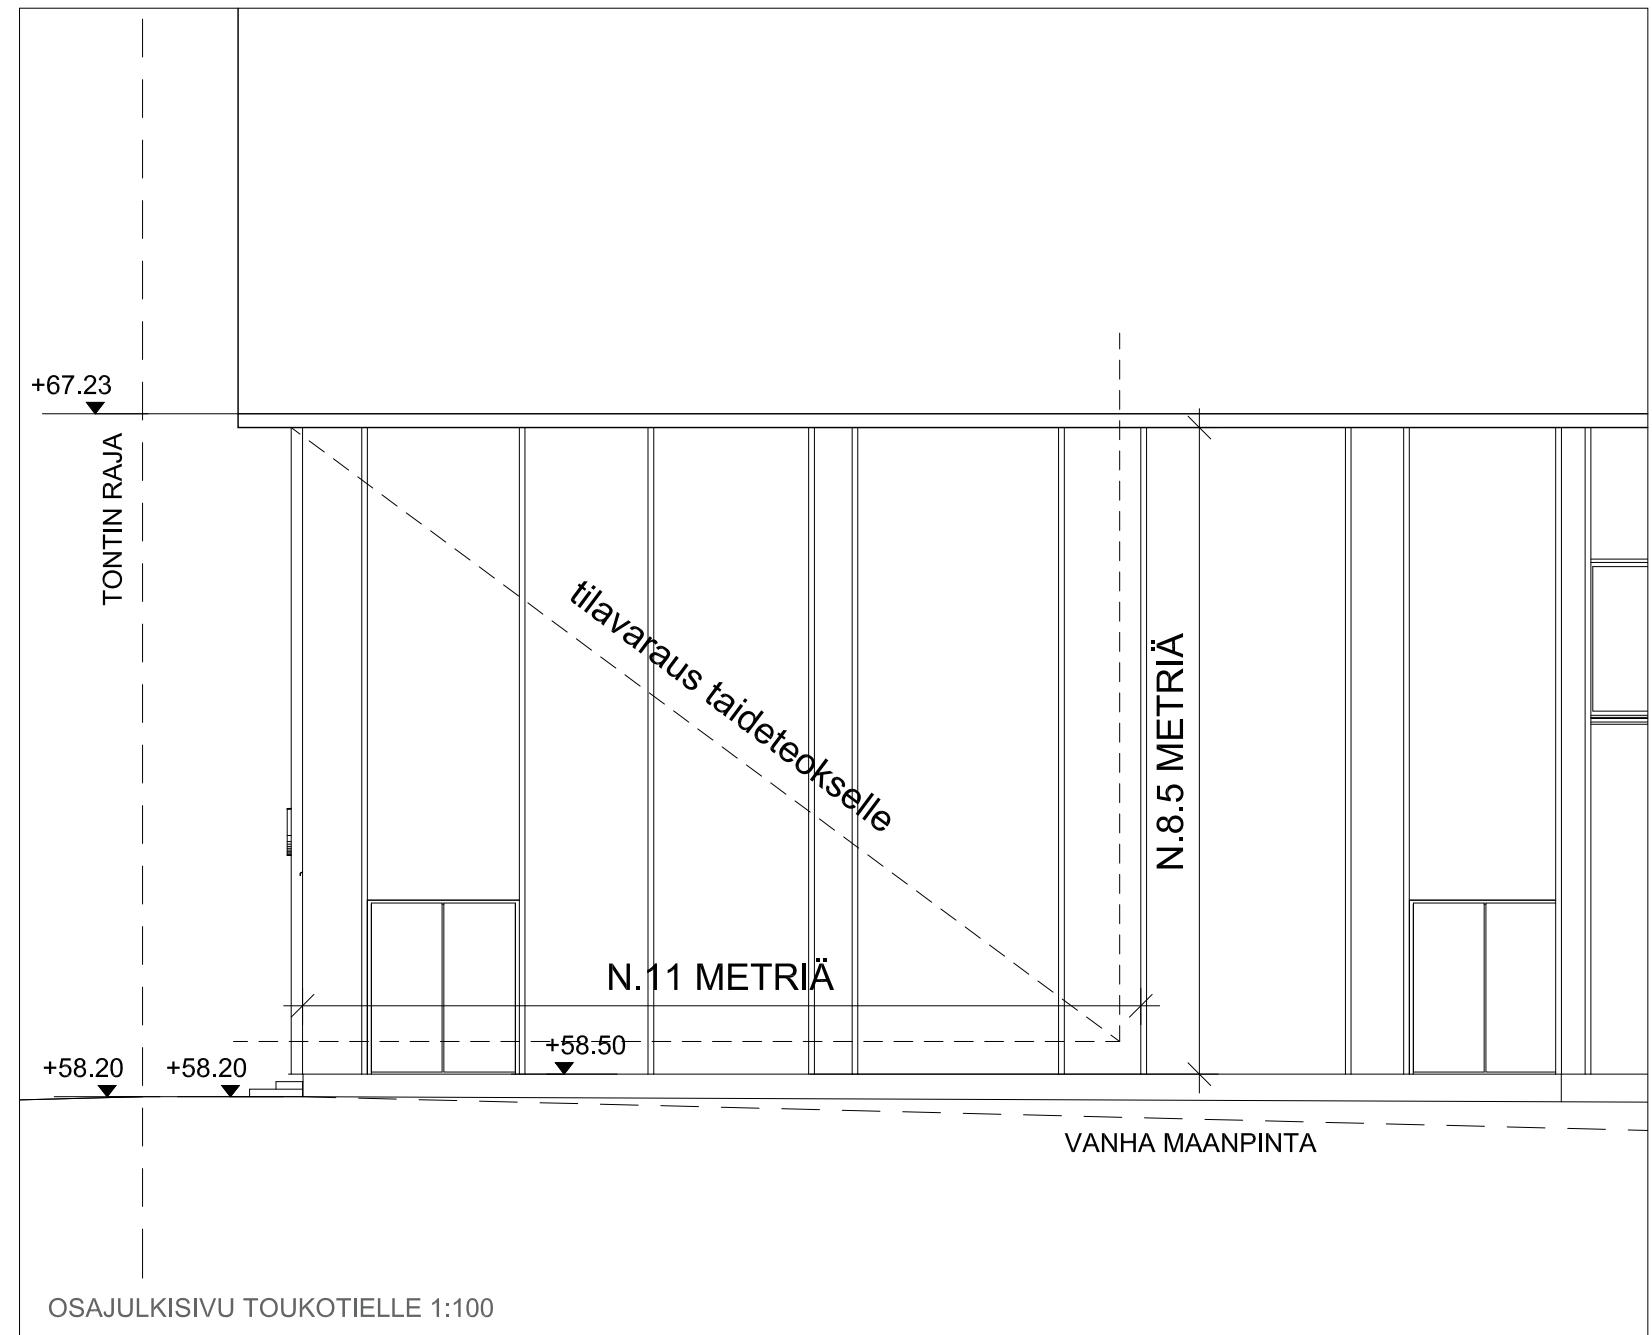 +67.23
TONTIN RAJA
tilavaraus taideteokselle
N.8.5 METRIÄ
N.11 METRIÄ
+58.50
+58.20
+58.20
VANHA MAANPINTA
OSAJULKISIVU TOUKOTIELLE 1:100